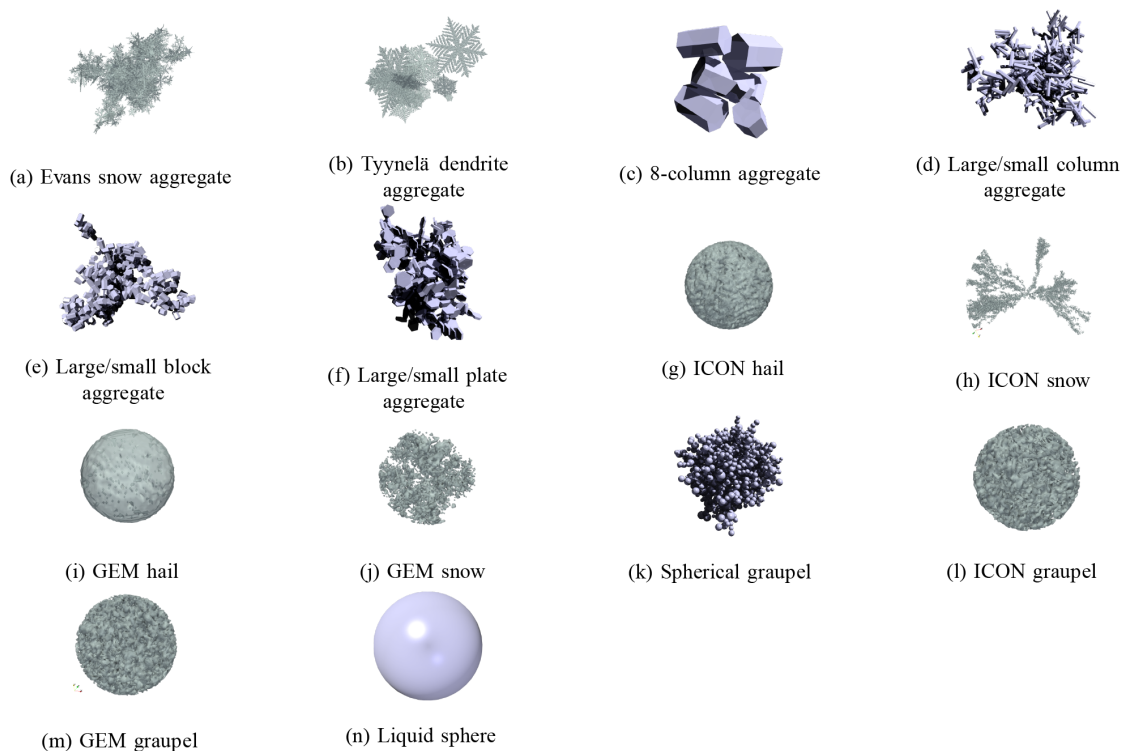 (a) Evans snow aggregate
(b) Tyynelä dendrite
aggregate
(c) 8-column aggregate
(d) Large/small column
aggregate
(e) Large/small block
aggregate
(f) Large/small plate
aggregate
(g) ICON hail
(h) ICON snow
(i) GEM hail
(j) GEM snow
(k) Spherical graupel
(l) ICON graupel
(m) GEM graupel
(n) Liquid sphere